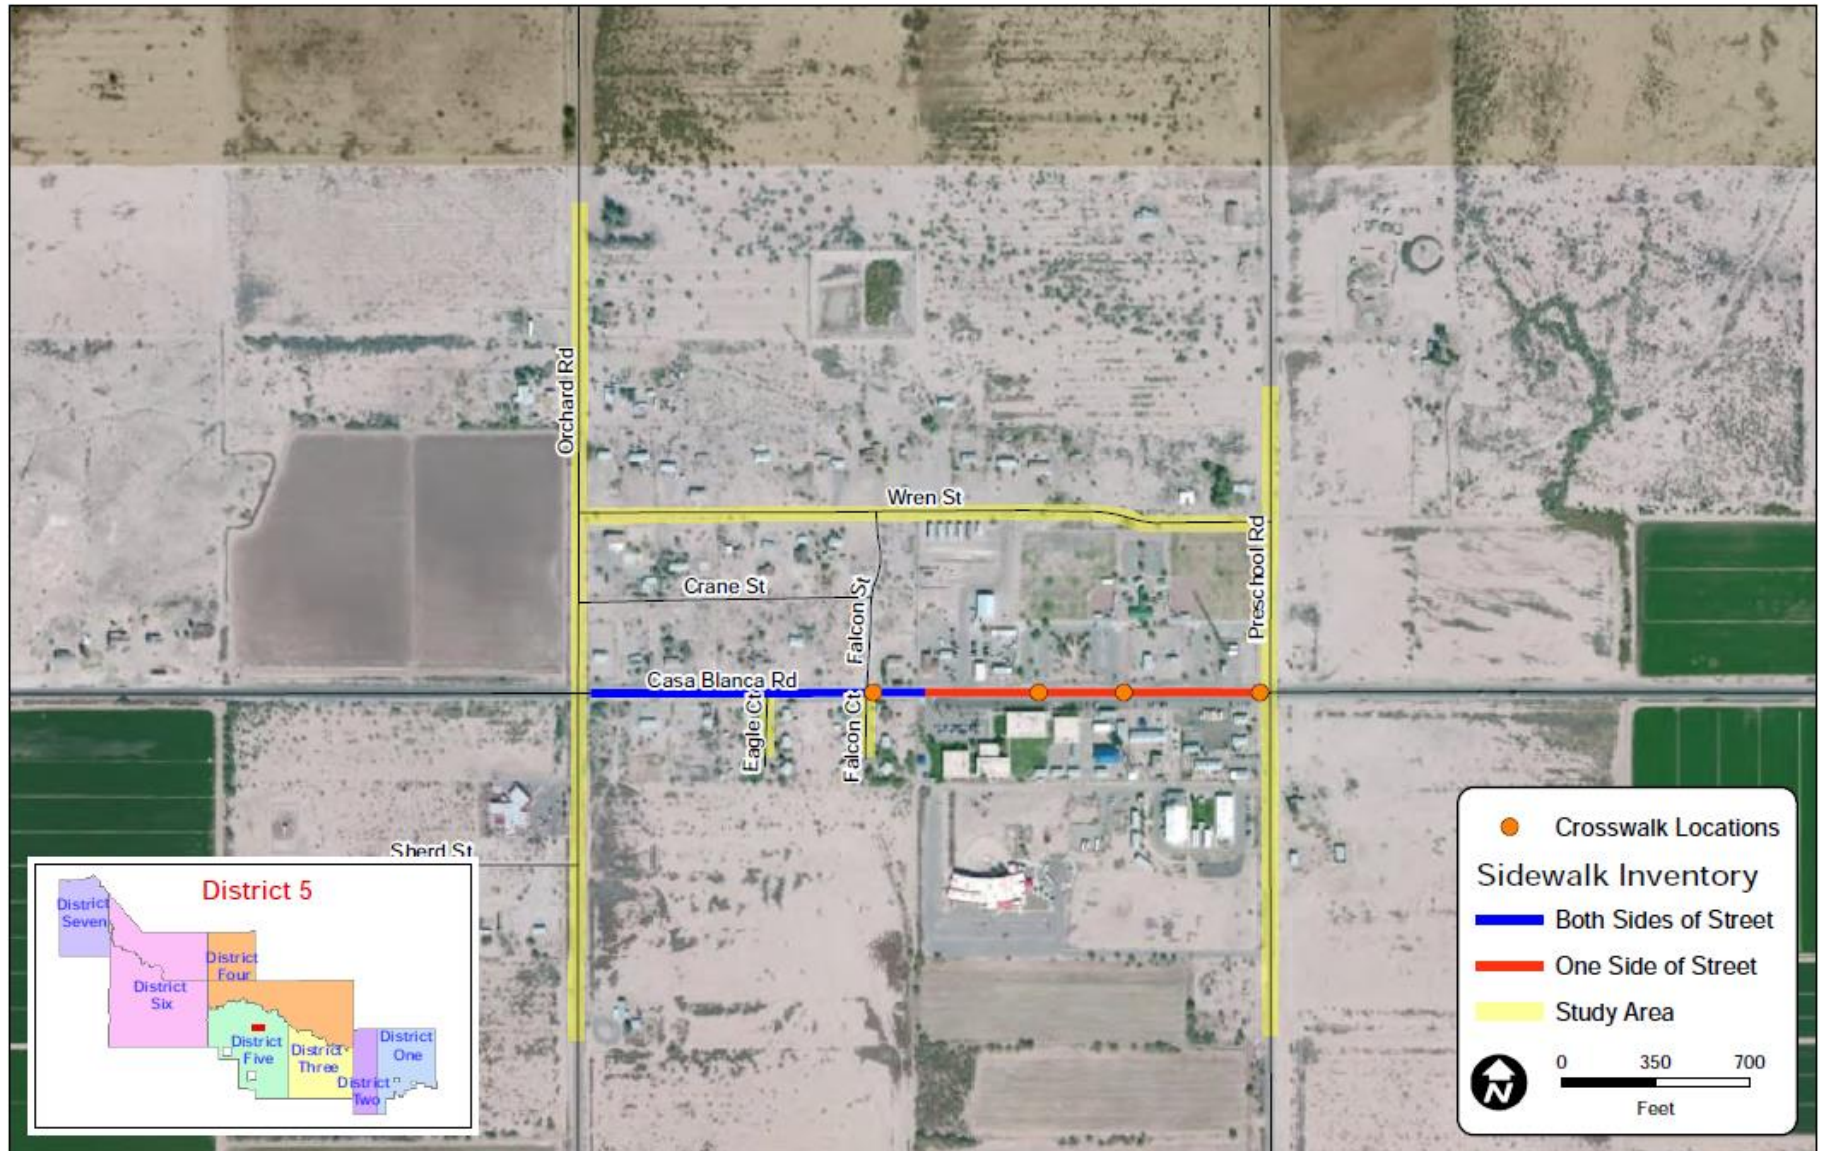 Orchard Rd
Wren St
Crane St
Falcon St
Preschool Rd
Casa Blanca Rd
Eagle Ct
Falcon Ct
Sherd St
District 5
District
Seven
District
Four
District
Six
District
Five
District
Three
District
Two
District
One
Crosswalk Locations
Sidewalk Inventory
Both Sides of Street
One Side of Street
Study Area
N
0 350 700
Feet